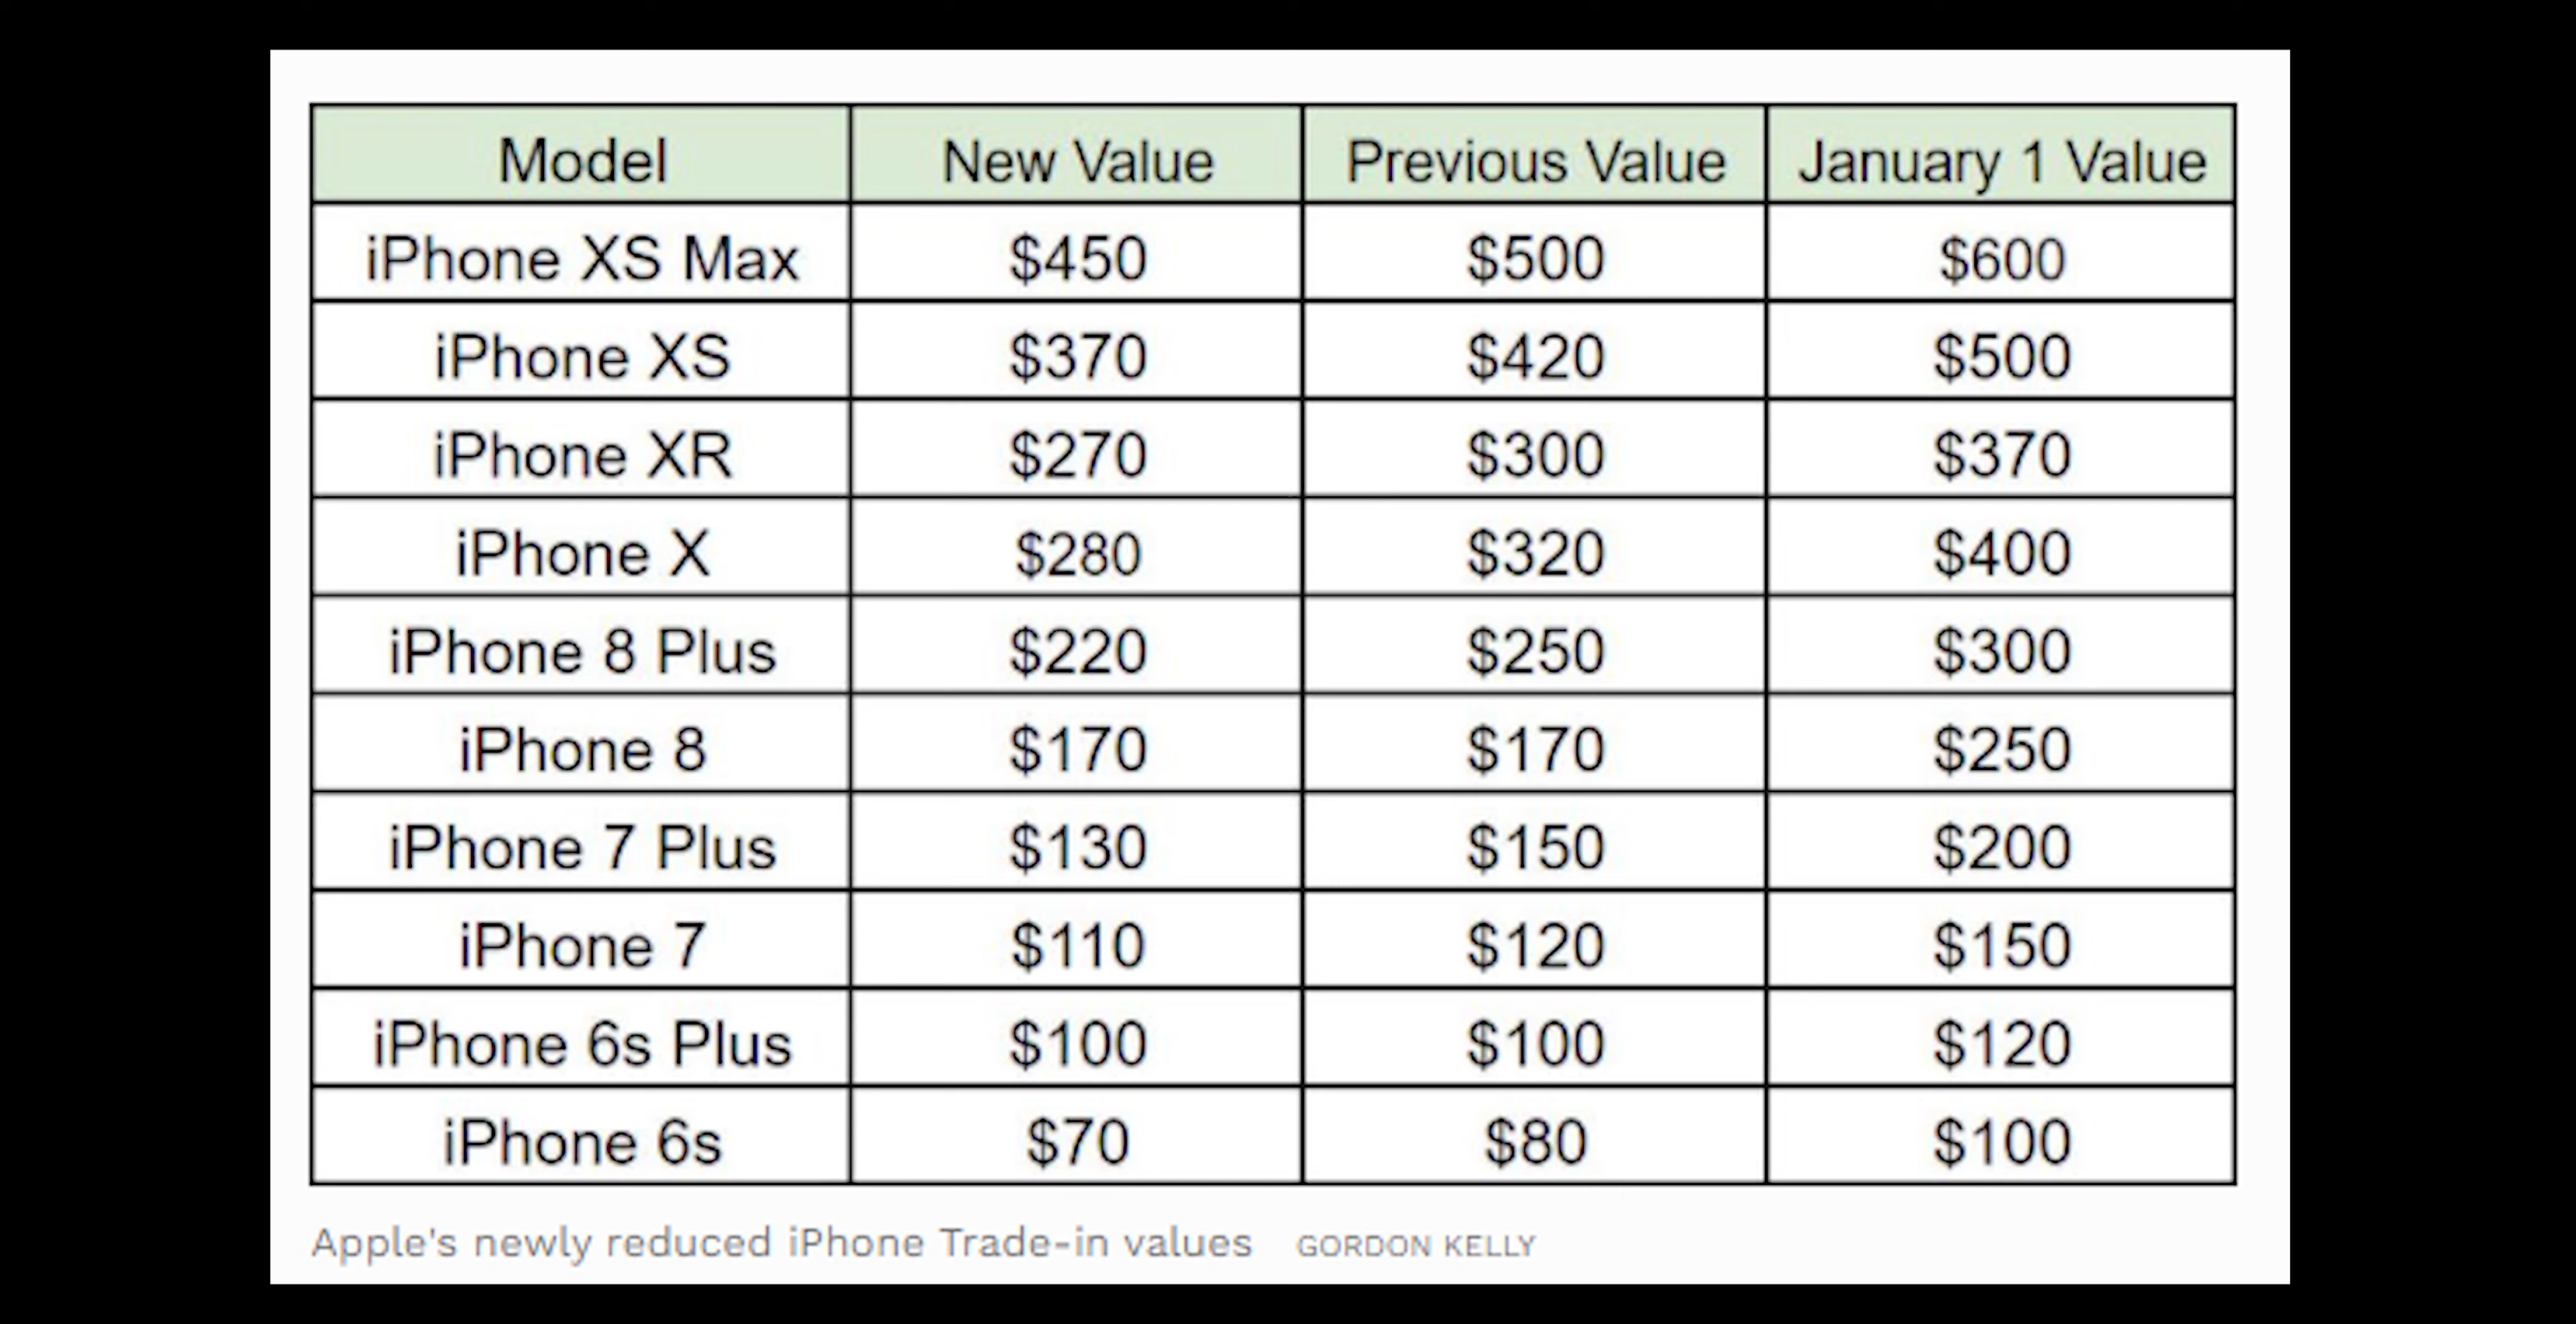 Model New Value Previous Value January 1 Value
iPhone XS Max $450 $500 $600
iPhone XS $370 $420 $500
iPhone XR $270 $300 $370
iPhone X $280 $320 $400
iPhone 8 Plus $220 $250 $300
iPhone 8 $170 $170 $250
iPhone 7 Plus $130 $150 $200
iPhone 7 $110 $120 $150
iPhone 6s Plus $100 $100 $120
iPhone 6s $70 $80 $100
Apple's newly reduced iPhone Trade-in values GORDON KELLY